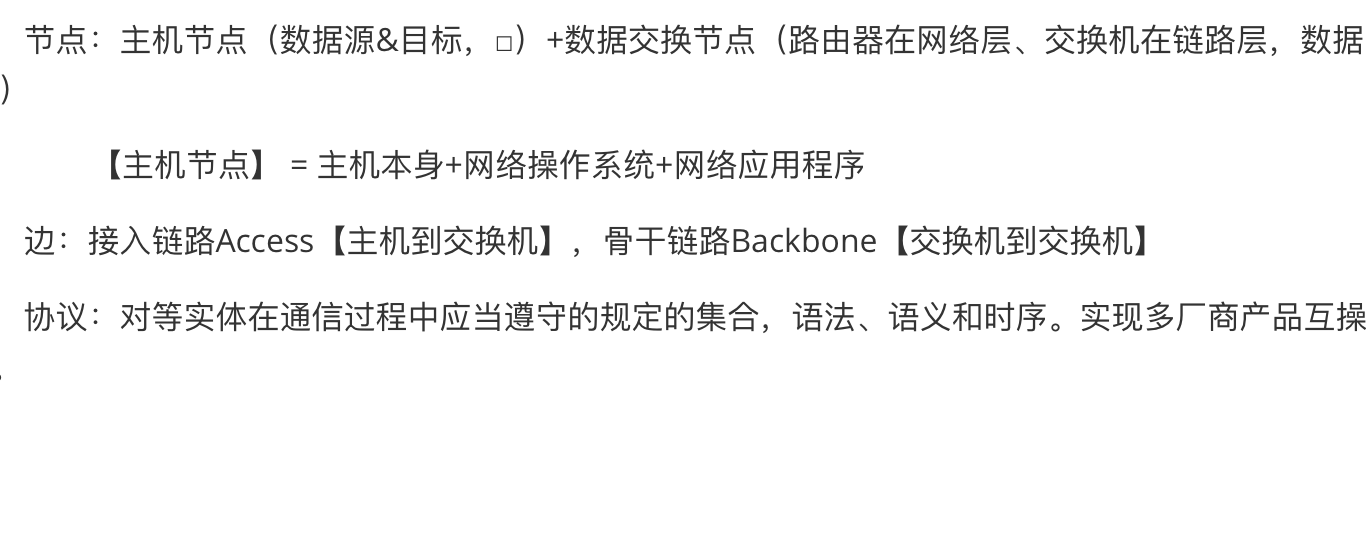 节点：主机节点（数据源&目标，□）+数据交换节点（路由器在网络层、交换机在链路层，数据
）
【主机节点】 = 主机本身+网络操作系统+网络应用程序
边：接入链路Access【主机到交换机】，骨干链路Backbone【交换机到交换机】
协议：对等实体在通信过程中应当遵守的规定的集合，语法、语义和时序。实现多厂商产品互操